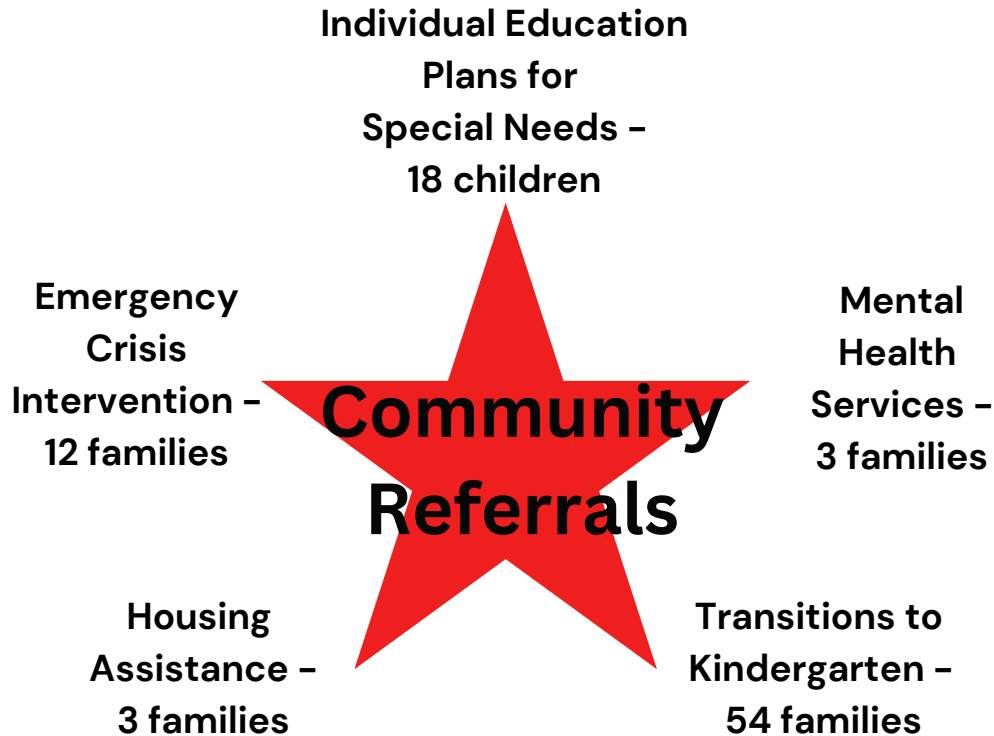 Individual Education
Plans for
Special Needs -
18 children
Emergency
Crisis
Intervention -
12 families
Mental
Health
Services -
3 families
Community
Referrals
Housing
Assistance -
3 families
Transitions to
Kindergarten -
54 families